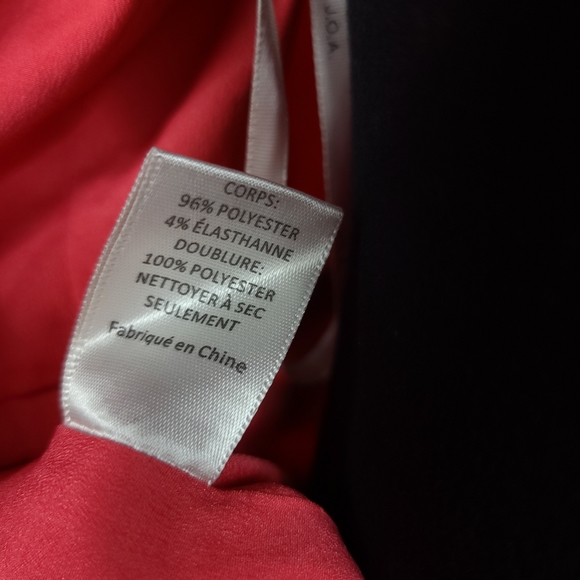 J.O.A
CORPS:
96% POLYESTER
4% ÉLASTHANNE
DOUBLURE:
100% POLYESTER
NETTOYER À SEC
SEULEMENT
Fabriqué en Chine